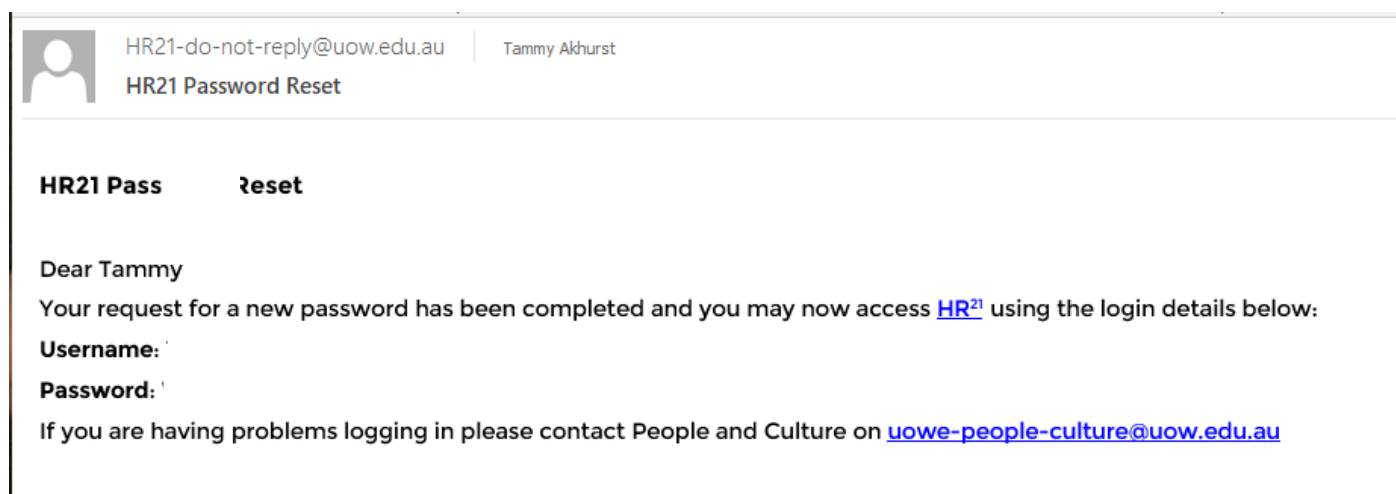 HR21-do-not-reply@uow.edu.au Tammy Akhurst
HR21 Password Reset
HR21 Pass Reset
Dear Tammy
Your request for a new password has been completed and you may now access HR²¹ using the login details below:
Username:
Password:
If you are having problems logging in please contact People and Culture on uowe-people-culture@uow.edu.au